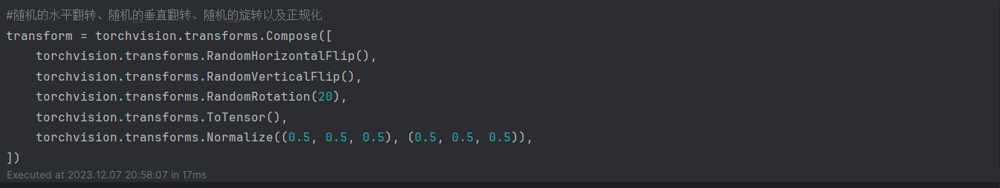 #随机的水平翻转、随机的垂直翻转、随机的旋转以及正规化
transform = torchvision.transforms.Compose([
    torchvision.transforms.RandomHorizontalFlip(),
    torchvision.transforms.RandomVerticalFlip(),
    torchvision.transforms.RandomRotation(20),
    torchvision.transforms.ToTensor(),
    torchvision.transforms.Normalize((0.5, 0.5, 0.5), (0.5, 0.5, 0.5)),
])
Executed at 2023.12.07 20:58:07 in 17ms